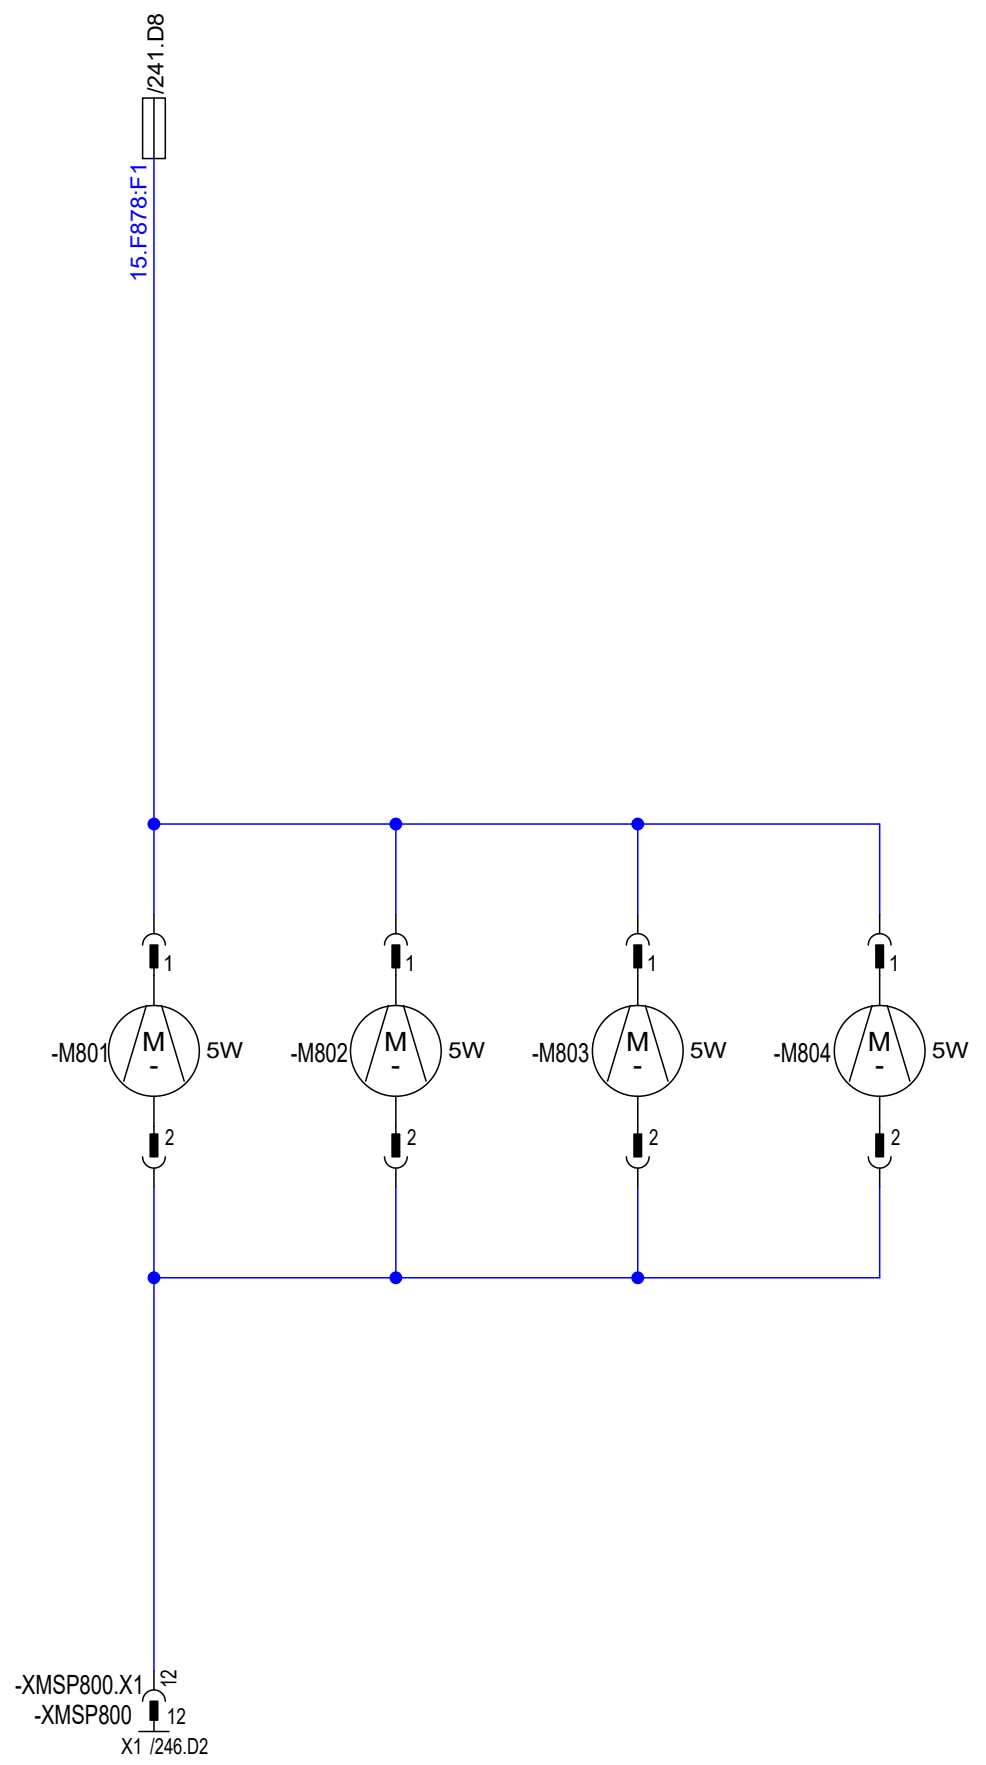 /241.D8
15.F878:F1
1
1
1
1
-M801
M
-
5W
-M802
M
-
5W
-M803
M
-
5W
-M804
M
-
5W
2
2
2
2
-XMSP800.X1
12
-XMSP800
12
X1 /246.D2